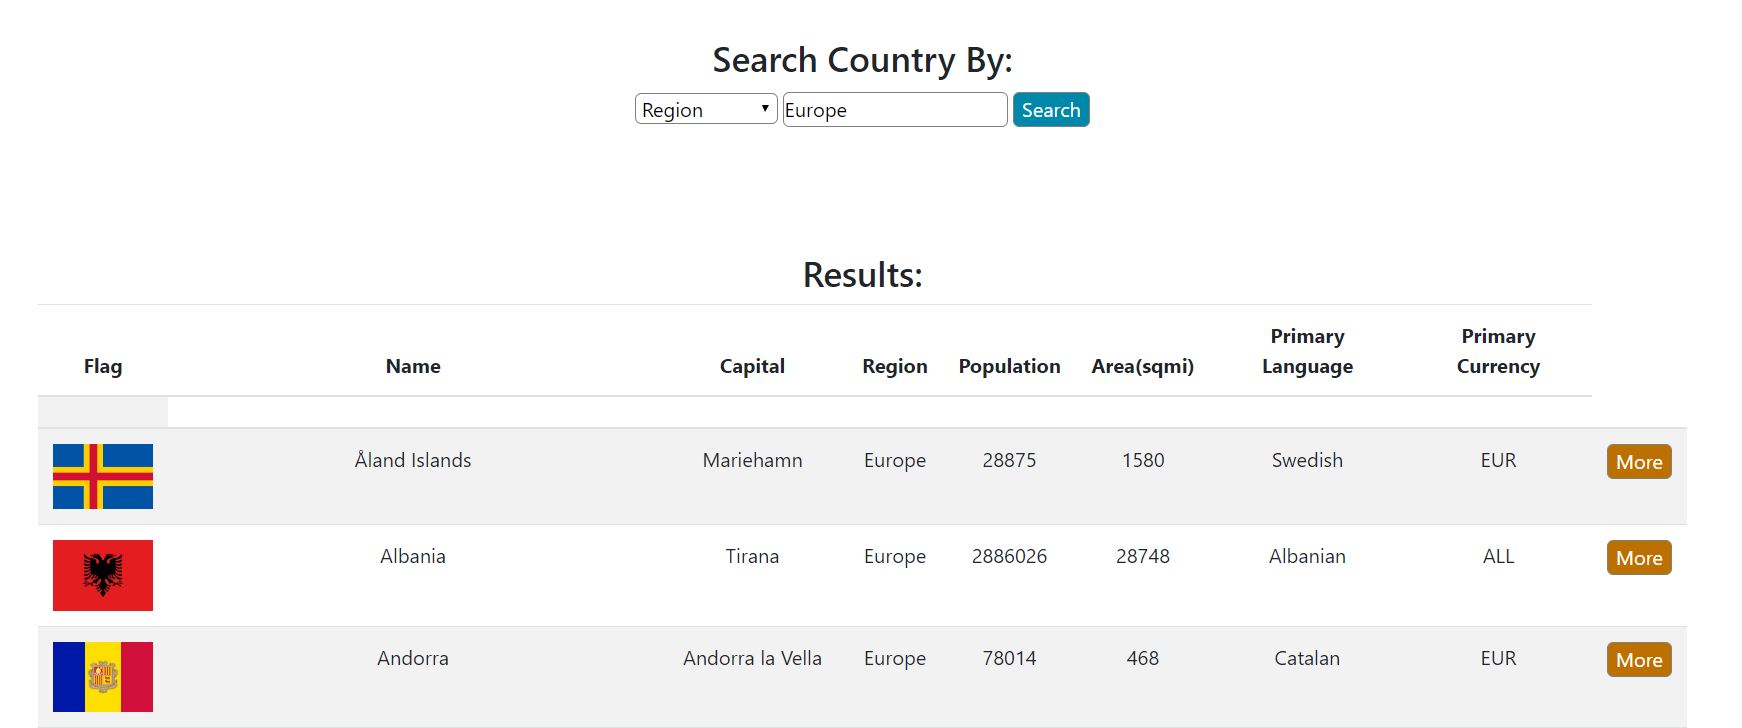 Search Country By:
Region Europe Search
Results:
Flag Name Capital Region Population Area(sqmi) Primary Language Primary Currency
Åland Islands Mariehamn Europe 28875 1580 Swedish EUR More
Albania Tirana Europe 2886026 28748 Albanian ALL More
Andorra Andorra la Vella Europe 78014 468 Catalan EUR More